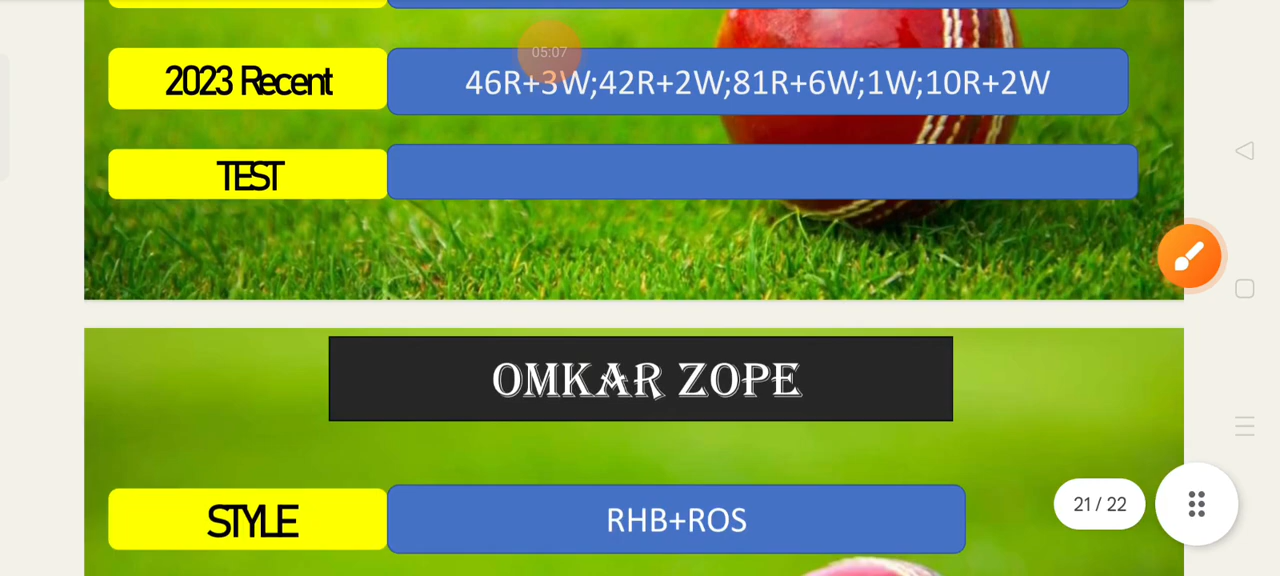 05:07
2023 Recent
46R+3W;42R+2W;81R+6W;1W;10R+2W
TEST
OMKAR ZOPE
STYLE
RHB+ROS
21 / 22